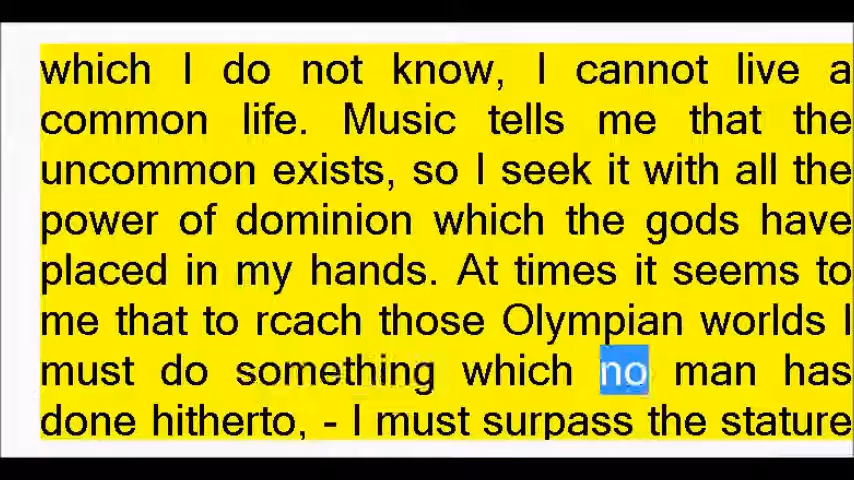 which I do not know, I cannot live a
common life. Music tells me that the
uncommon exists, so I seek it with all the
power of dominion which the gods have
placed in my hands. At times it seems to
me that to rcach those Olympian worlds I
must do something which no man has
done hitherto, - I must surpass the stature